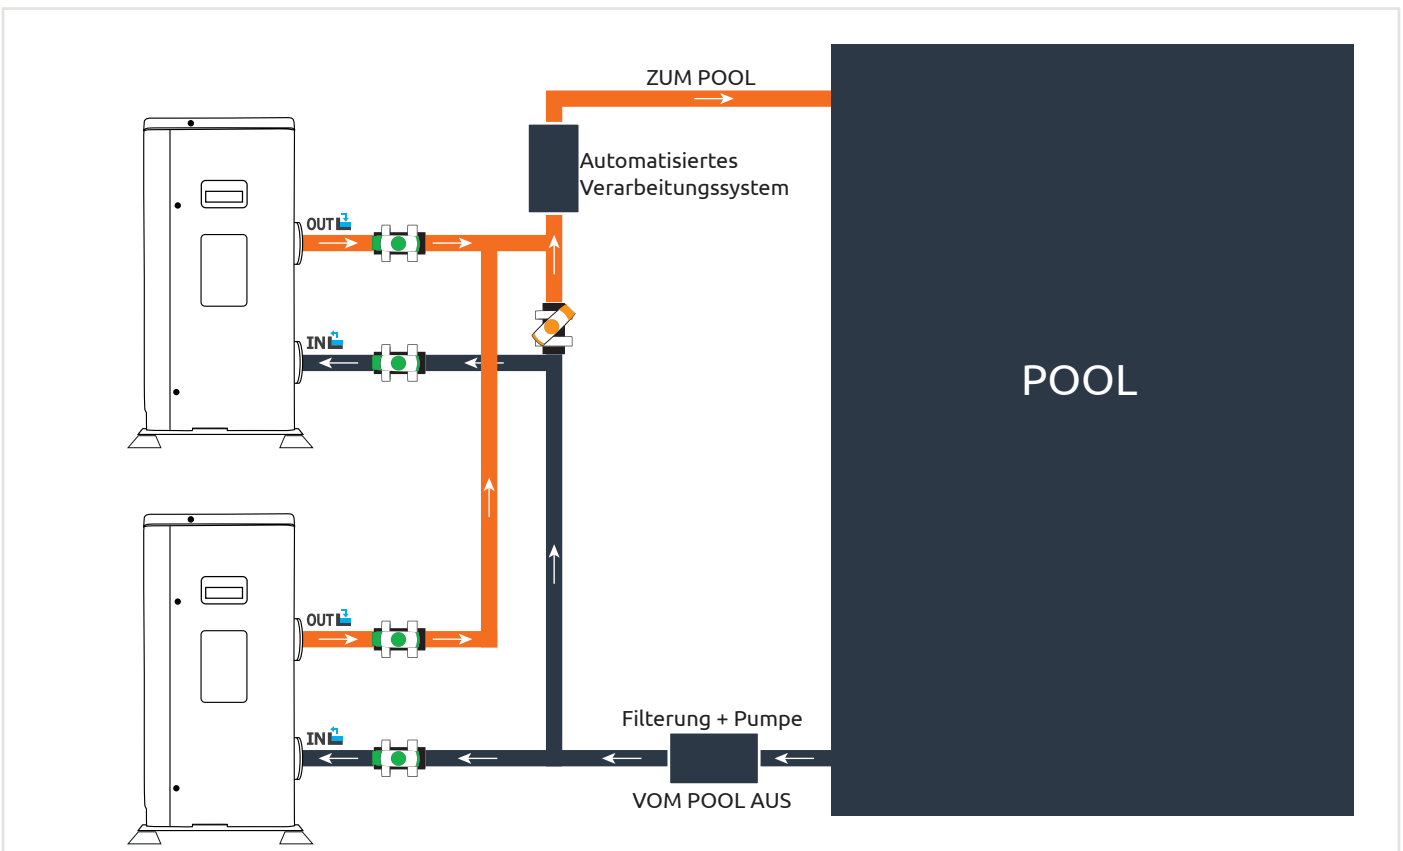 ZUM POOL
Automatisiertes
Verarbeitungssystem
OUT
IN
POOL
OUT
Filterung + Pumpe
IN
VOM POOL AUS